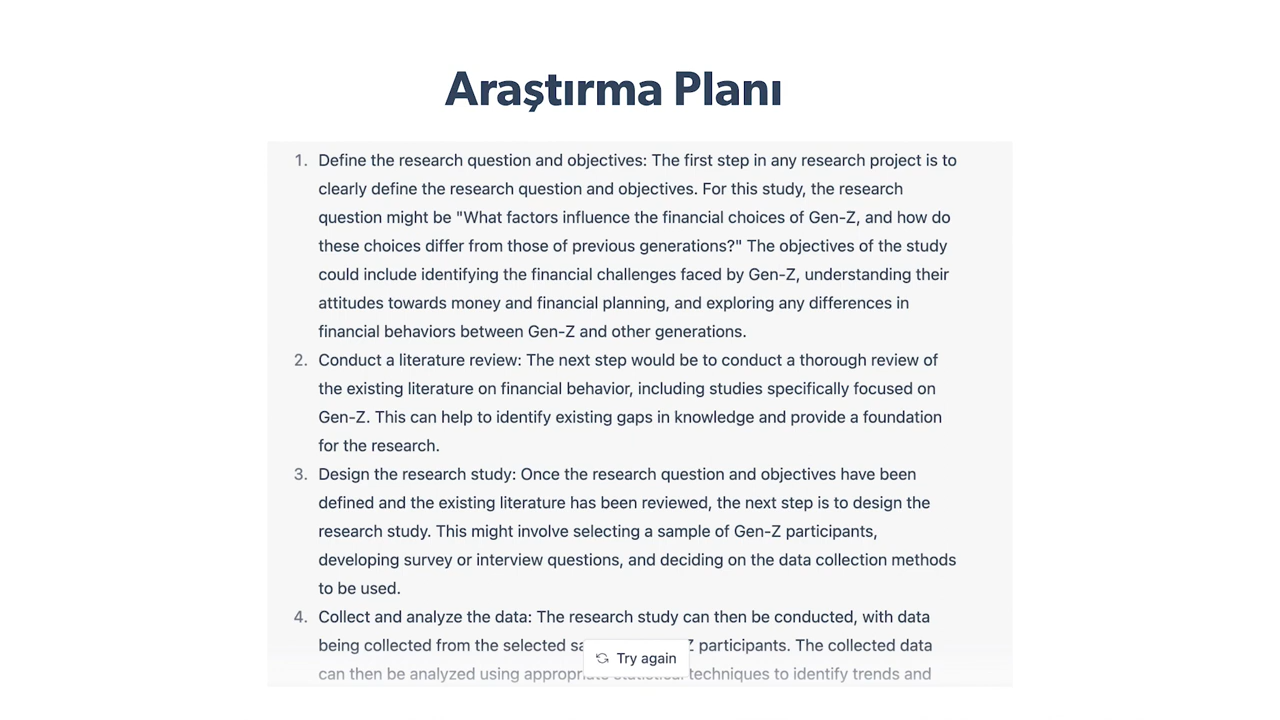 Araştırma Planı
1. Define the research question and objectives: The first step in any research project is to
clearly define the research question and objectives. For this study, the research
question might be "What factors influence the financial choices of Gen-Z, and how do
these choices differ from those of previous generations?" The objectives of the study
could include identifying the financial challenges faced by Gen-Z, understanding their
attitudes towards money and financial planning, and exploring any differences in
financial behaviors between Gen-Z and other generations.
2. Conduct a literature review: The next step would be to conduct a thorough review of
the existing literature on financial behavior, including studies specifically focused on
Gen-Z. This can help to identify existing gaps in knowledge and provide a foundation
for the research.
3. Design the research study: Once the research question and objectives have been
defined and the existing literature has been reviewed, the next step is to design the
research study. This might involve selecting a sample of Gen-Z participants,
developing survey or interview questions, and deciding on the data collection methods
to be used.
4. Collect and analyze the data: The research study can then be conducted, with data
being collected from the selected Z participants. The collected data
Try again
can then be analyzed using techniques to identify trends and